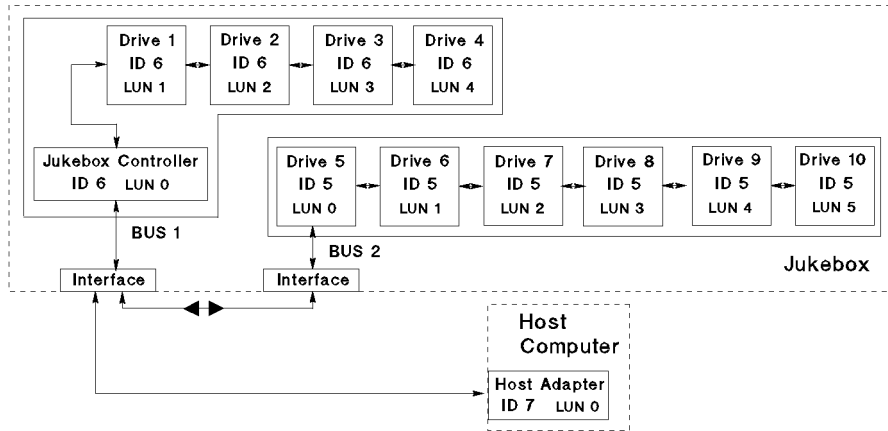 Drive 1
ID 6
LUN 1
Drive 2
ID 6
LUN 2
Drive 3
ID 6
LUN 3
Drive 4
ID 6
LUN 4
Jukebox Controller
ID 6 LUN 0
Drive 5
ID 5
LUN 0
Drive 6
ID 5
LUN 1
Drive 7
ID 5
LUN 2
Drive 8
ID 5
LUN 3
Drive 9
ID 5
LUN 4
Drive 10
ID 5
LUN 5
BUS 1
BUS 2
Interface
Interface
Jukebox
Host
Computer
Host Adapter
ID 7 LUN 0